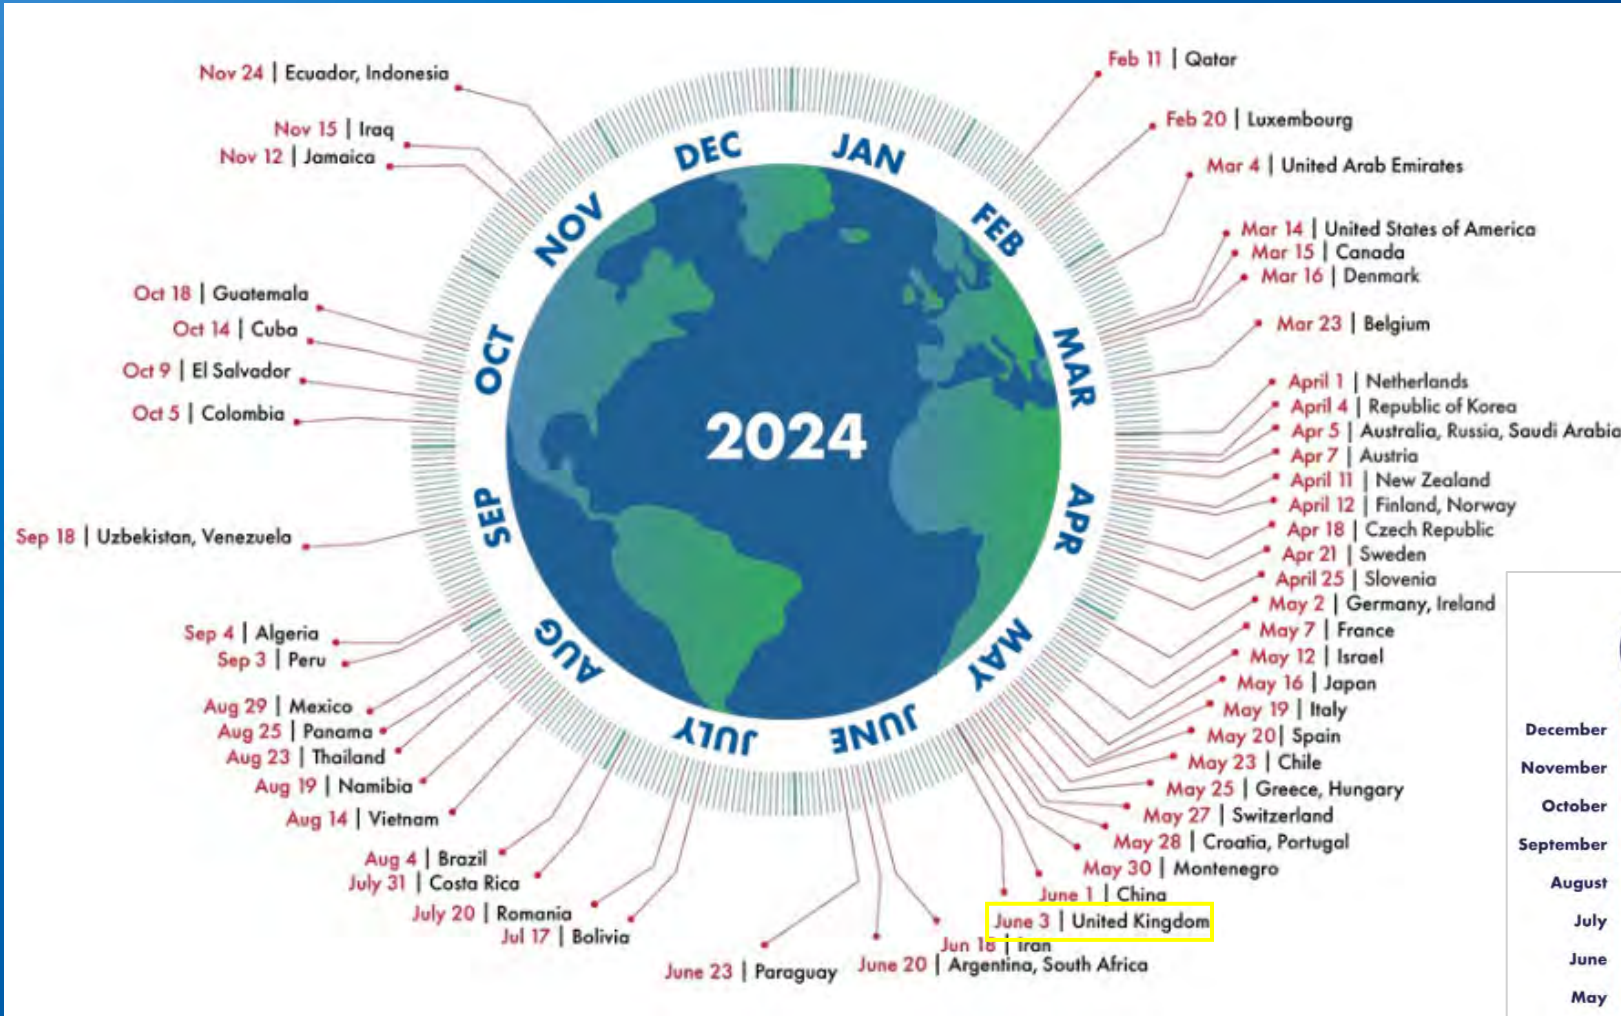 Nov 24 | Ecuador, Indonesia
Nov 15 | Iraq
Nov 12 | Jamaica
Oct 18 | Guatemala
Oct 14 | Cuba
Oct 9 | El Salvador
Oct 5 | Colombia
Sep 18 | Uzbekistan, Venezuela
Sep 4 | Algeria
Sep 3 | Peru
Aug 29 | Mexico
Aug 25 | Panama
Aug 23 | Thailand
Aug 19 | Namibia
Aug 14 | Vietnam
Aug 4 | Brazil
July 31 | Costa Rica
July 20 | Romania
Jul 17 | Bolivia
JAN
FEB
MAR
APR
MAY
JUNE
JULY
AUG
SEP
OCT
NOV
DEC
2024
Feb 11 | Qatar
Feb 20 | Luxembourg
Mar 4 | United Arab Emirates
Mar 14 | United States of America
Mar 15 | Canada
Mar 16 | Denmark
Mar 23 | Belgium
April 1 | Netherlands
April 4 | Republic of Korea
Apr 5 | Australia, Russia, Saudi Arabia
Apr 7 | Austria
April 11 | New Zealand
April 12 | Finland, Norway
Apr 18 | Czech Republic
Apr 21 | Sweden
April 25 | Slovenia
May 2 | Germany, Ireland
May 7 | France
May 12 | Israel
May 16 | Japan
May 19 | Italy
May 20 | Spain
May 23 | Chile
May 25 | Greece, Hungary
May 27 | Switzerland
May 28 | Croatia, Portugal
May 30 | Montenegro
June 1 | China
June 3 | United Kingdom
Jun 18 | Iran
June 20 | Argentina, South Africa
June 23 | Paraguay
December
November
October
September
August
July
June
May